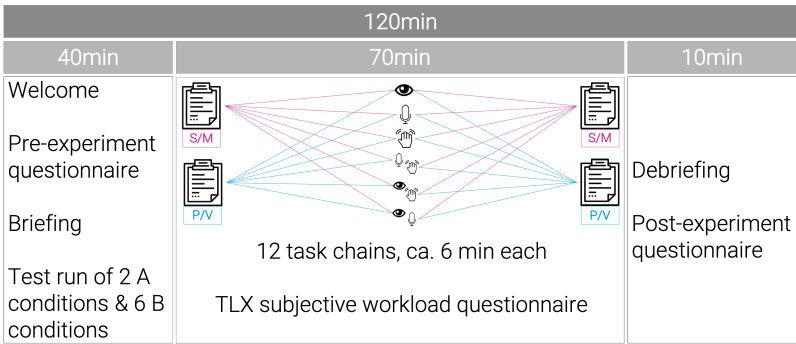 120min
40min
70min
10min
Welcome
Pre-experiment
questionnaire
Briefing
Test run of 2 A
conditions & 6 B
conditions
S/M
P/V
S/M
P/V
12 task chains, ca. 6 min each
TLX subjective workload questionnaire
Debriefing
Post-experiment
questionnaire